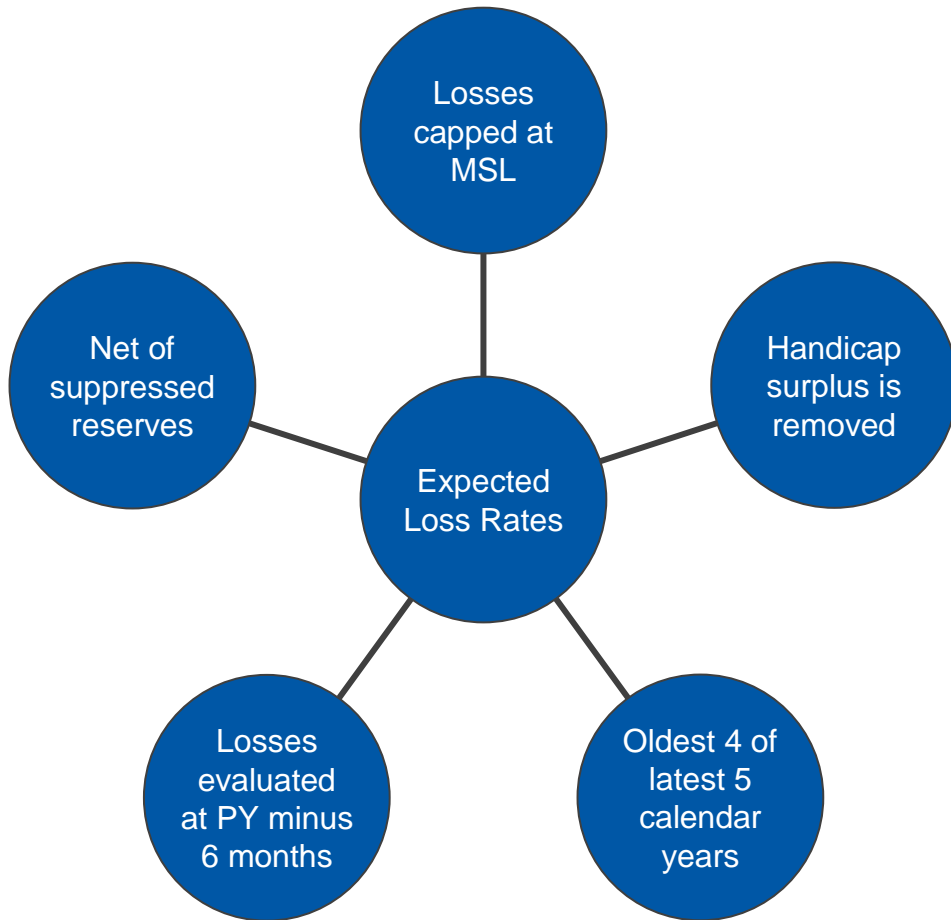 Losses
capped at
MSL
Net of
suppressed
reserves
Handicap
surplus is
removed
Expected
Loss Rates
Losses
evaluated
at PY minus
6 months
Oldest 4 of
latest 5
calendar
years